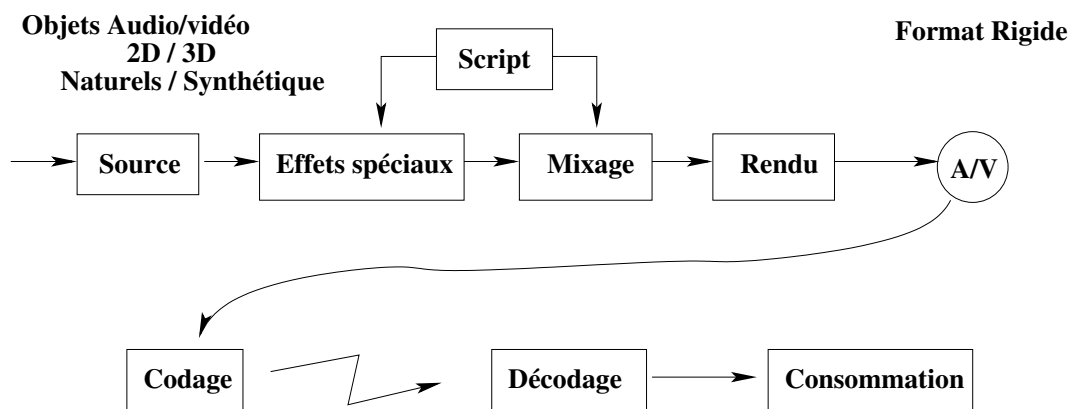 Objets Audio/vidéo
2D / 3D
Naturels / Synthétique
Format Rigide
Script
Source
Effets spéciaux
Mixage
Rendu
A/V
Codage
Décodage
Consommation